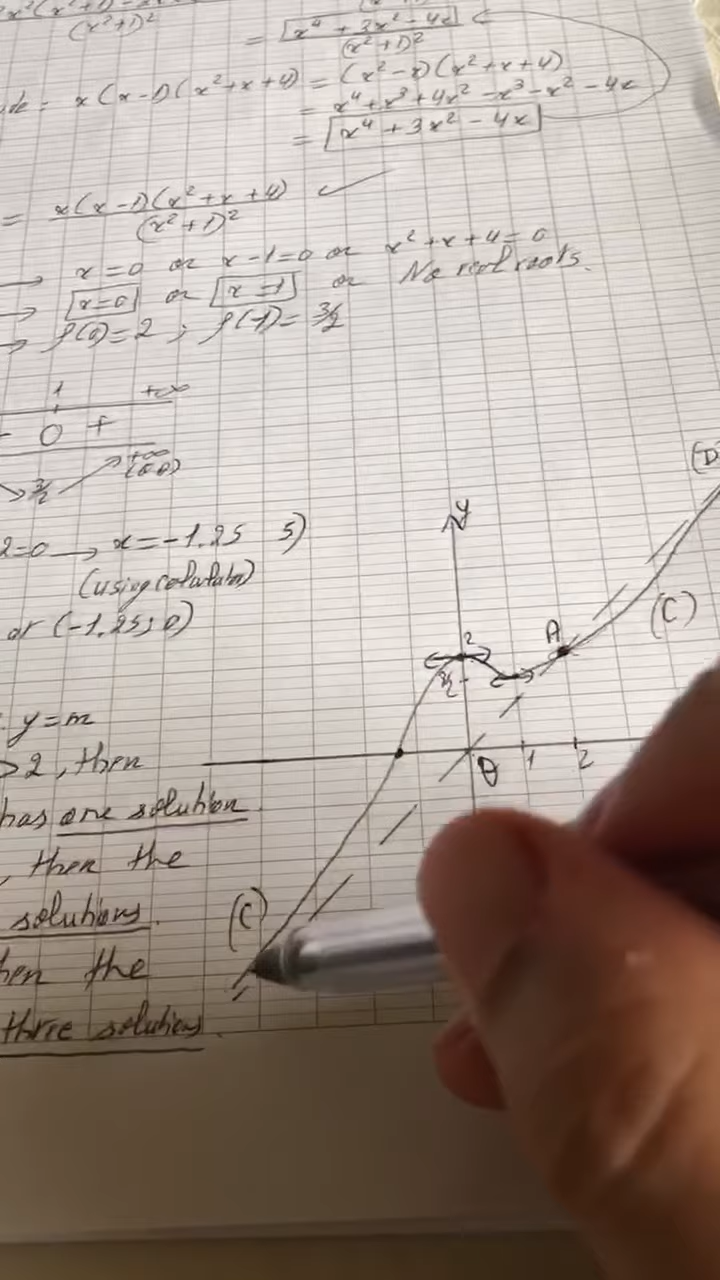 (x²+1)²
= x⁴ + 3x² - 4x
(x²+1)²
x(x-1)(x²+x+4) = (x²-x)(x²+x+4)
= x⁴+x³+4x²-x³-x²-4x
= x⁴ + 3x² - 4x
= x(x-1)(x²+x+4)
(x²+1)²
→ x=0 or x-1=0 or x²+x+4=0
→ x=0 or x=1 or No real roots.
→ f(0)=2 ; f(-1)=3/2
1 +∞
- 0 +
3/2 +∞
2=0 → x=-1.25 5)
(using calculator)
or (-1.25;0)
y=m
>2, then
has one solution
, then the
solutions.
then the
three solutions.
y
(D)
(C)
A
2
3/2
O 1 2
(C)